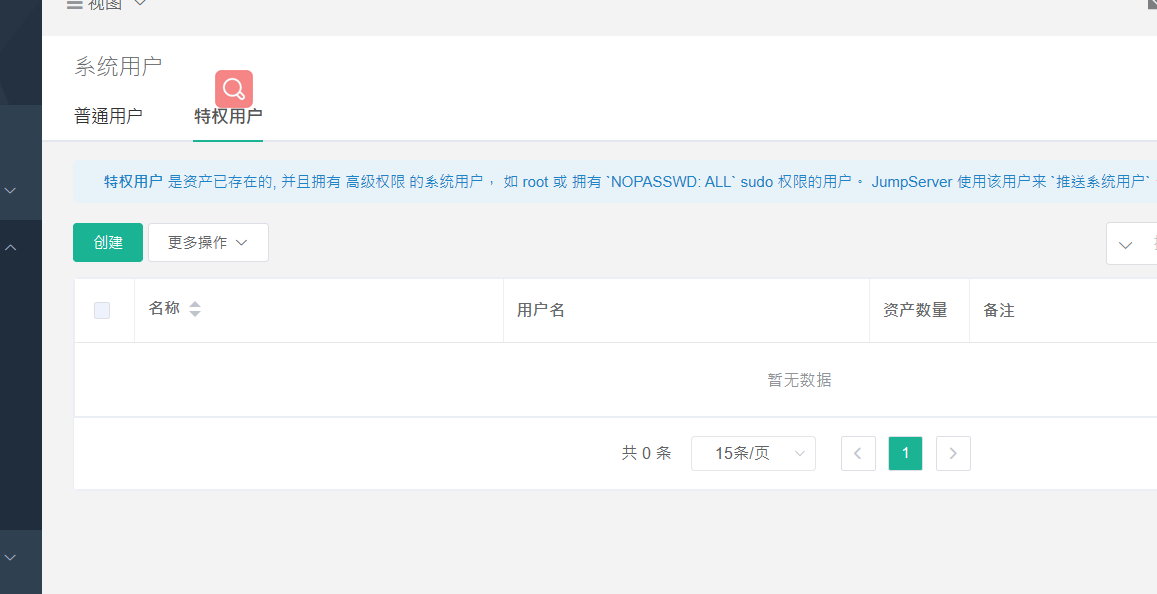 视图
系统用户
普通用户 特权用户
特权用户 是资产已存在的, 并且拥有 高级权限 的系统用户， 如 root 或 拥有 `NOPASSWD: ALL` sudo 权限的用户。 JumpServer 使用该用户来 `推送系统用户`
创建 更多操作
名称 用户名 资产数量 备注
暂无数据
共 0 条 15条/页 1